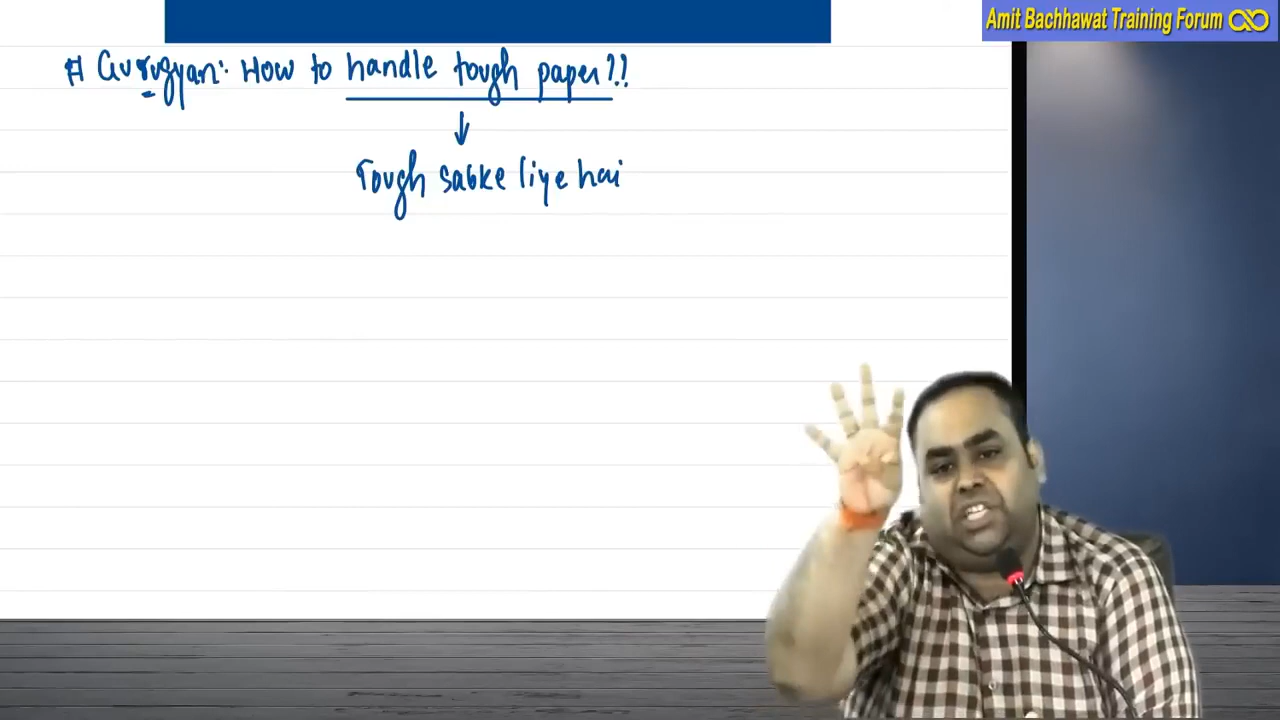 Amit Bachhawat Training Forum
# Gurugyan: How to handle tough paper??
Tough sabke liye hai